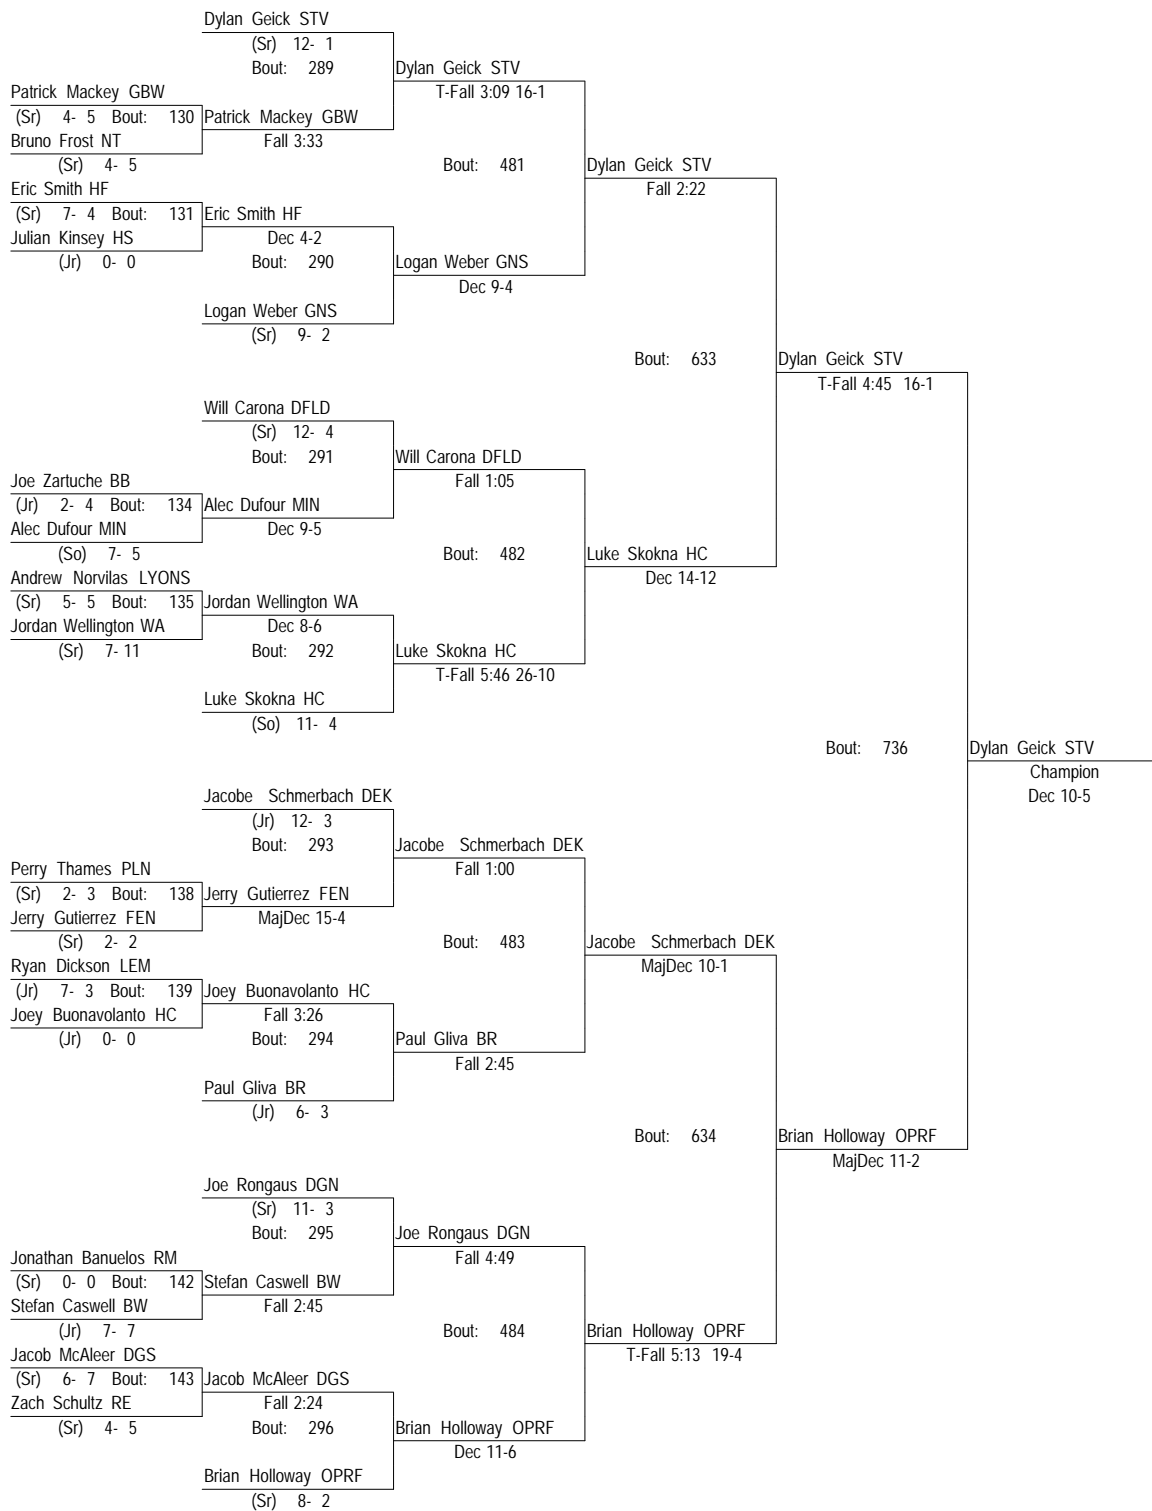 Dylan Geick STV
(Sr) 12- 1
Bout: 289
Dylan Geick STV
T-Fall 3:09 16-1
Patrick Mackey GBW
(Sr) 4- 5 Bout: 130
Patrick Mackey GBW
Fall 3:33
Bruno Frost NT
(Sr) 4- 5
Bout: 481
Dylan Geick STV
Fall 2:22
Eric Smith HF
(Sr) 7- 4 Bout: 131
Eric Smith HF
Dec 4-2
Julian Kinsey HS
(Jr) 0- 0
Bout: 290
Logan Weber GNS
Dec 9-4
Logan Weber GNS
(Sr) 9- 2
Bout: 633
Dylan Geick STV
T-Fall 4:45 16-1
Will Carona DFLD
(Sr) 12- 4
Bout: 291
Will Carona DFLD
Fall 1:05
Joe Zartuche BB
(Jr) 2- 4 Bout: 134
Alec Dufour MIN
Dec 9-5
Alec Dufour MIN
(So) 7- 5
Bout: 482
Luke Skokna HC
Dec 14-12
Andrew Norvilas LYONS
(Sr) 5- 5 Bout: 135
Jordan Wellington WA
Dec 8-6
Jordan Wellington WA
(Sr) 7- 11
Bout: 292
Luke Skokna HC
T-Fall 5:46 26-10
Luke Skokna HC
(So) 11- 4
Bout: 736
Dylan Geick STV
Champion
Dec 10-5
Jacobe Schmerbach DEK
(Jr) 12- 3
Bout: 293
Jacobe Schmerbach DEK
Fall 1:00
Perry Thames PLN
(Sr) 2- 3 Bout: 138
Jerry Gutierrez FEN
MajDec 15-4
Jerry Gutierrez FEN
(Sr) 2- 2
Bout: 483
Jacobe Schmerbach DEK
MajDec 10-1
Ryan Dickson LEM
(Jr) 7- 3 Bout: 139
Joey Buonavolanto HC
Fall 3:26
Joey Buonavolanto HC
(Jr) 0- 0
Bout: 294
Paul Gliva BR
Fall 2:45
Paul Gliva BR
(Jr) 6- 3
Bout: 634
Brian Holloway OPRF
MajDec 11-2
Joe Rongaus DGN
(Sr) 11- 3
Bout: 295
Joe Rongaus DGN
Fall 4:49
Jonathan Banuelos RM
(Sr) 0- 0 Bout: 142
Stefan Caswell BW
Fall 2:45
Stefan Caswell BW
(Jr) 7- 7
Bout: 484
Brian Holloway OPRF
T-Fall 5:13 19-4
Jacob McAleer DGS
(Sr) 6- 7 Bout: 143
Jacob McAleer DGS
Fall 2:24
Zach Schultz RE
(Sr) 4- 5
Bout: 296
Brian Holloway OPRF
Dec 11-6
Brian Holloway OPRF
(Sr) 8- 2